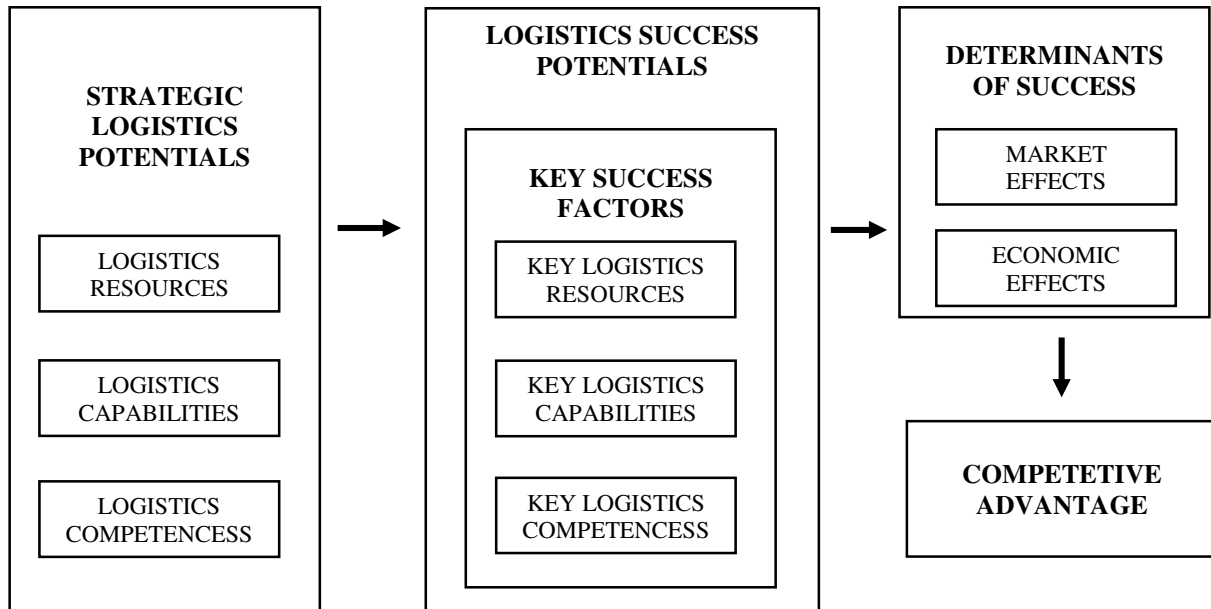 STRATEGIC
LOGISTICS
POTENTIALS
LOGISTICS
RESOURCES
LOGISTICS
CAPABILITIES
LOGISTICS
COMPETENCESS
LOGISTICS SUCCESS
POTENTIALS
KEY SUCCESS
FACTORS
KEY LOGISTICS
RESOURCES
KEY LOGISTICS
CAPABILITIES
KEY LOGISTICS
COMPETENCESS
DETERMINANTS
OF SUCCESS
MARKET
EFFECTS
ECONOMIC
EFFECTS
COMPETETIVE
ADVANTAGE